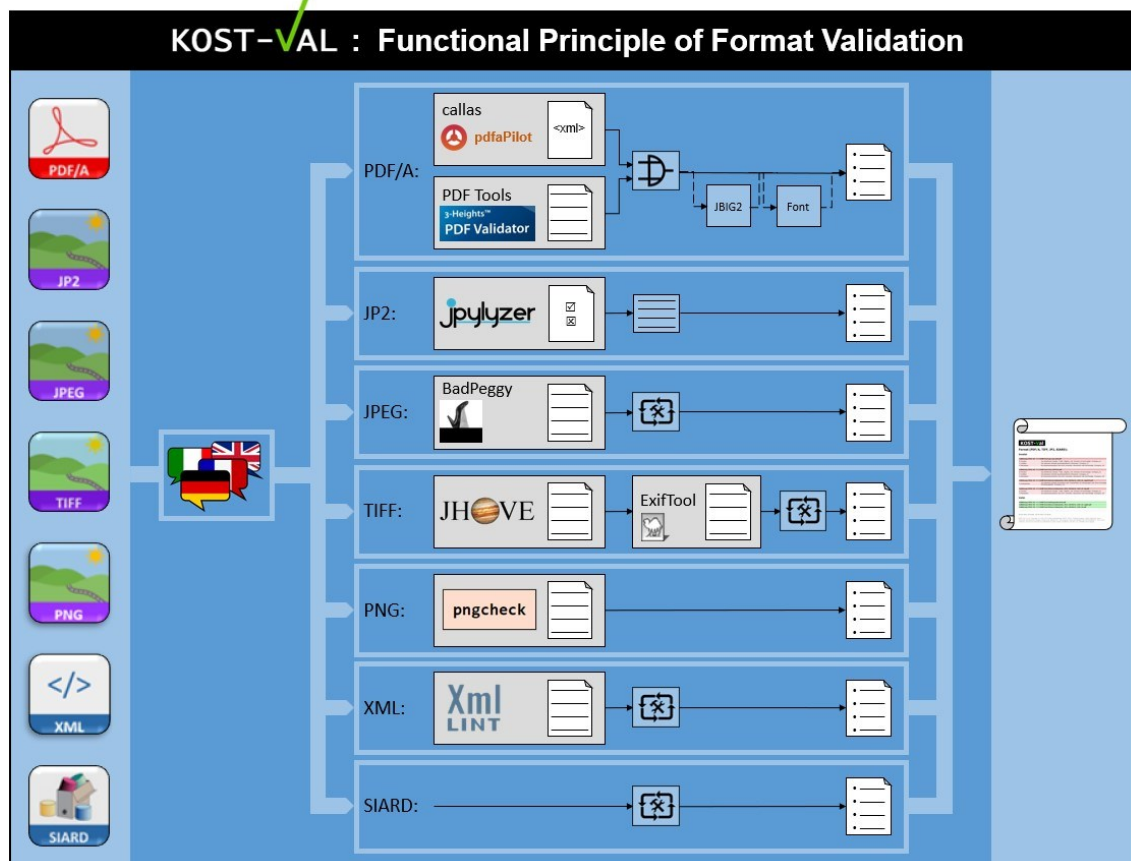 KOST-√AL : Functional Principle of Format Validation
PDF/A
JP2
JPEG
TIFF
PNG
</>
XML
SIARD
PDF/A:
callas
pdfaPilot
<xml>
PDF Tools
3-Heights™
PDF Validator
JBIG2
Font
JP2:
jpylyzer
JPEG:
BadPeggy
TIFF:
JHOVE
ExifTool
PNG:
pngcheck
XML:
Xml
LINT
SIARD:
KOST-Val